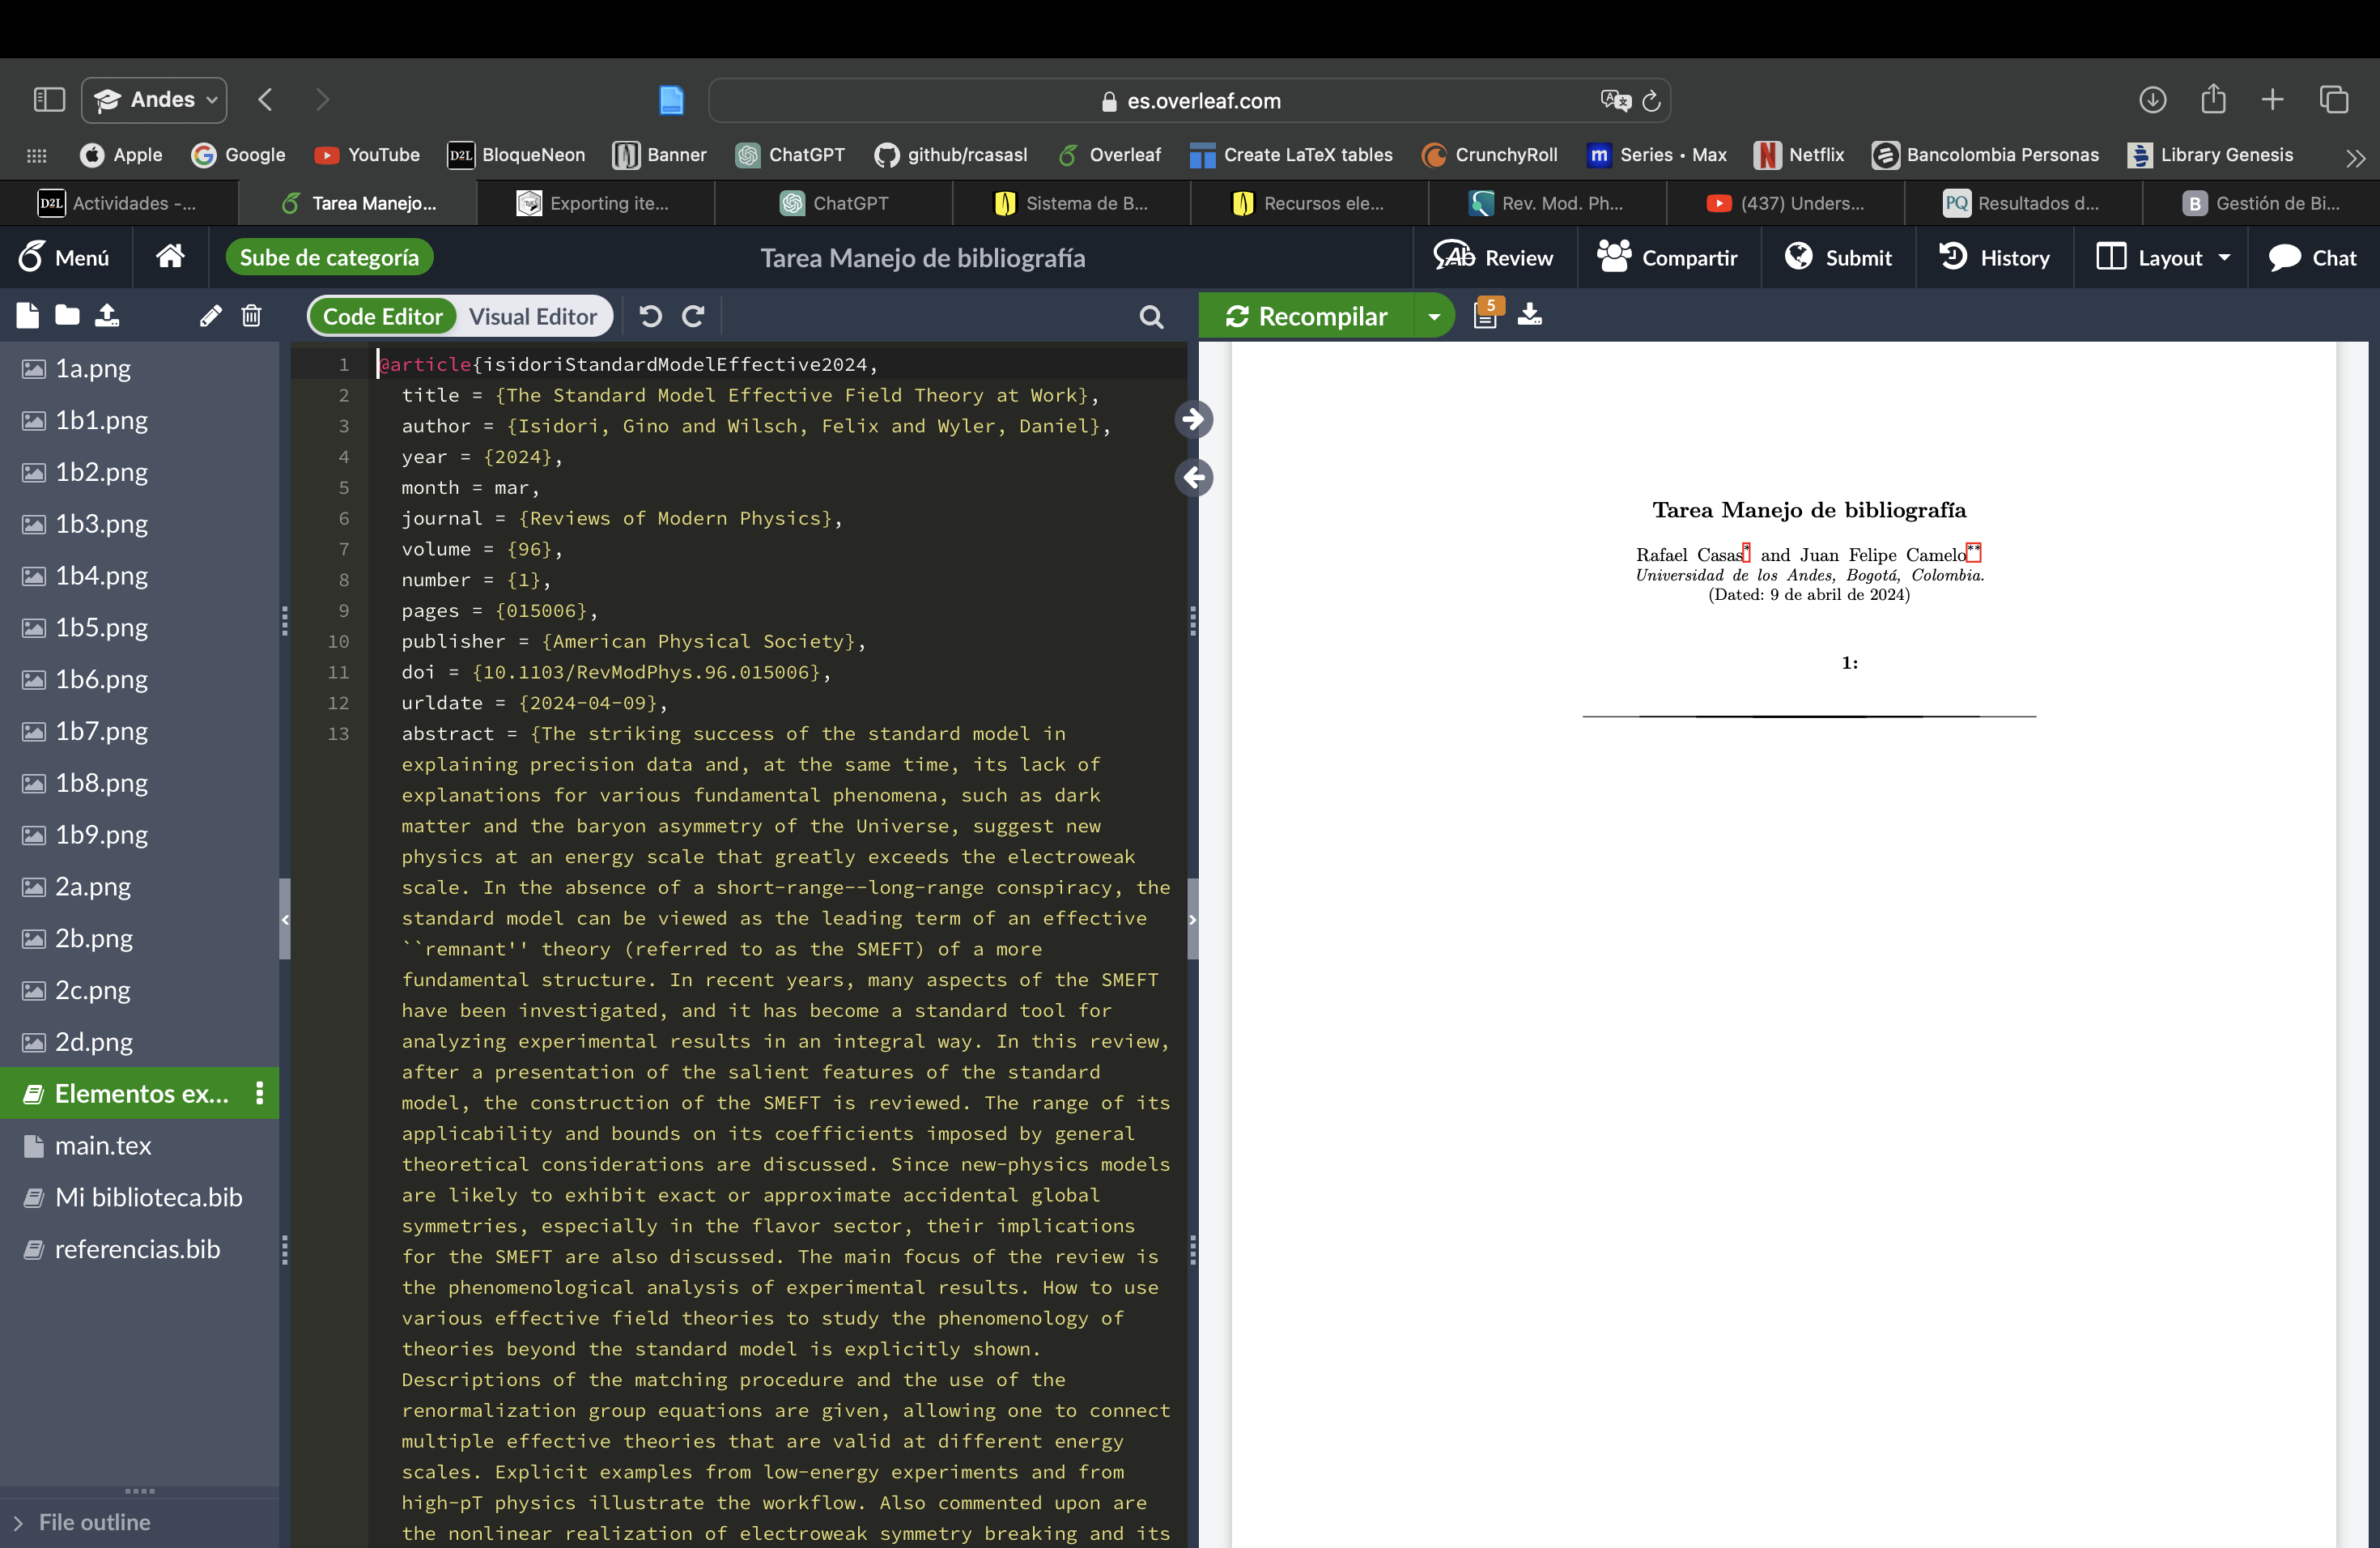 Andes
es.overleaf.com
Apple
Google
YouTube
D2L BloqueNeon
Banner
ChatGPT
github/rcasasl
Overleaf
Create LaTeX tables
CrunchyRoll
m Series • Max
N Netflix
Bancolombia Personas
Library Genesis
D2L Actividades -...
Tarea Manejo...
Exporting ite...
ChatGPT
Sistema de B...
Recursos ele...
Rev. Mod. Ph...
(437) Unders...
PQ Resultados d...
B Gestión de Bi...
Menú
Sube de categoría
Tarea Manejo de bibliografía
Review
Compartir
Submit
History
Layout
Chat
Code Editor
Visual Editor
Recompilar
5
1a.png
1b1.png
1b2.png
1b3.png
1b4.png
1b5.png
1b6.png
1b7.png
1b8.png
1b9.png
2a.png
2b.png
2c.png
2d.png
Elementos ex...
main.tex
Mi biblioteca.bib
referencias.bib
File outline
1 @article{isidoriStandardModelEffective2024,
2 title = {The Standard Model Effective Field Theory at Work},
3 author = {Isidori, Gino and Wilsch, Felix and Wyler, Daniel},
4 year = {2024},
5 month = mar,
6 journal = {Reviews of Modern Physics},
7 volume = {96},
8 number = {1},
9 pages = {015006},
10 publisher = {American Physical Society},
11 doi = {10.1103/RevModPhys.96.015006},
12 urldate = {2024-04-09},
13 abstract = {The striking success of the standard model in
explaining precision data and, at the same time, its lack of
explanations for various fundamental phenomena, such as dark
matter and the baryon asymmetry of the Universe, suggest new
physics at an energy scale that greatly exceeds the electroweak
scale. In the absence of a short-range--long-range conspiracy, the
standard model can be viewed as the leading term of an effective
``remnant'' theory (referred to as the SMEFT) of a more
fundamental structure. In recent years, many aspects of the SMEFT
have been investigated, and it has become a standard tool for
analyzing experimental results in an integral way. In this review,
after a presentation of the salient features of the standard
model, the construction of the SMEFT is reviewed. The range of its
applicability and bounds on its coefficients imposed by general
theoretical considerations are discussed. Since new-physics models
are likely to exhibit exact or approximate accidental global
symmetries, especially in the flavor sector, their implications
for the SMEFT are also discussed. The main focus of the review is
the phenomenological analysis of experimental results. How to use
various effective field theories to study the phenomenology of
theories beyond the standard model is explicitly shown.
Descriptions of the matching procedure and the use of the
renormalization group equations are given, allowing one to connect
multiple effective theories that are valid at different energy
scales. Explicit examples from low-energy experiments and from
high-pT physics illustrate the workflow. Also commented upon are
the nonlinear realization of electroweak symmetry breaking and its
Tarea Manejo de bibliografía
Rafael Casas* and Juan Felipe Camelo**
Universidad de los Andes, Bogotá, Colombia.
(Dated: 9 de abril de 2024)
1: